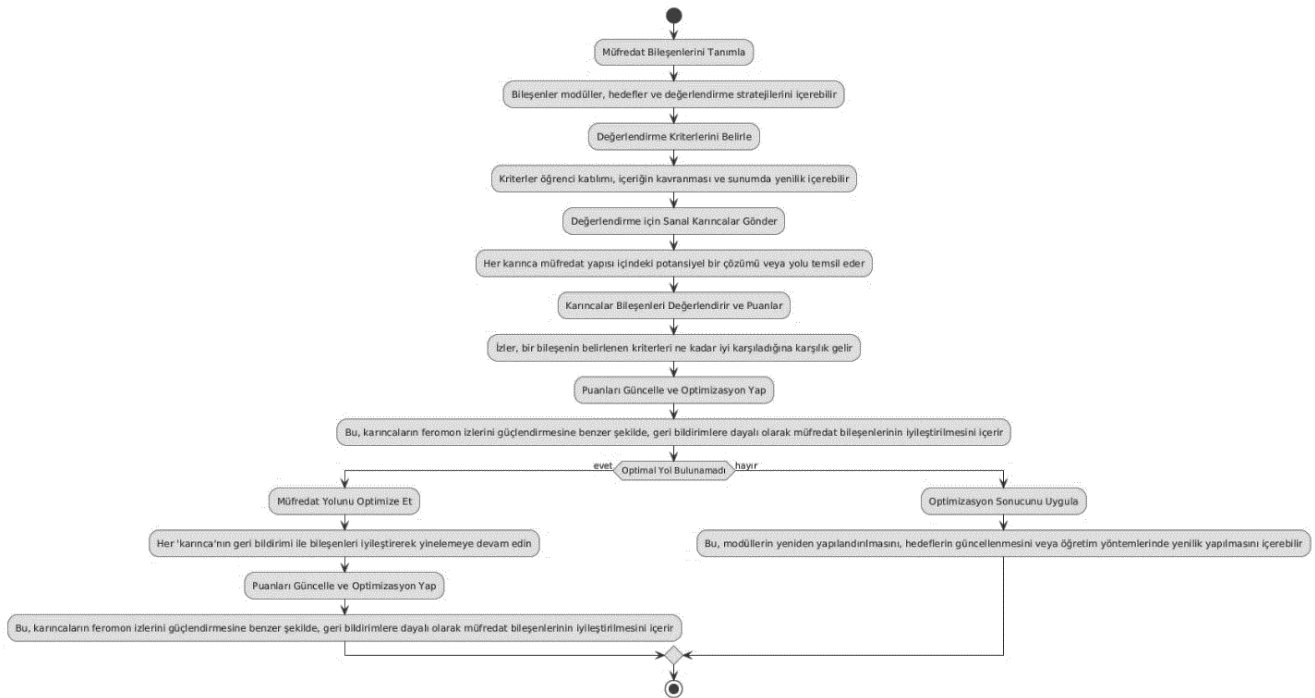 Müfredat Bileşenlerini Tanımla
Bileşenler modüller, hedefler ve değerlendirme stratejilerini içerebilir
Değerlendirme Kriterlerini Belirle
Kriterler öğrenci katılımı, içeriğin kavranması ve sunumda yenilik içerebilir
Değerlendirme için Sanal Karıncalar Gönder
Her karınca müfredat yapısı içindeki potansiyel bir çözümü veya yolu temsil eder
Karıncalar Bileşenleri Değerlendirir ve Puanlar
İzler, bir bileşenin belirlenen kriterleri ne kadar iyi karşıladığına karşılık gelir
Puanları Güncelle ve Optimizasyon Yap
Bu, karıncaların feromon izlerini güçlendirmesine benzer şekilde, geri bildirimlere dayalı olarak müfredat bileşenlerinin iyileştirilmesini içerir
evet
Optimal Yol Bulunamadı
hayır
Müfredat Yolunu Optimize Et
Her 'karınca'nın geri bildirimi ile bileşenleri iyileştirerek yinelemeye devam edin
Puanları Güncelle ve Optimizasyon Yap
Bu, karıncaların feromon izlerini güçlendirmesine benzer şekilde, geri bildirimlere dayalı olarak müfredat bileşenlerinin iyileştirilmesini içerir
Optimizasyon Sonucunu Uygula
Bu, modüllerin yeniden yapılandırılmasını, hedeflerin güncellenmesini veya öğretim yöntemlerinde yenilik yapılmasını içerebilir